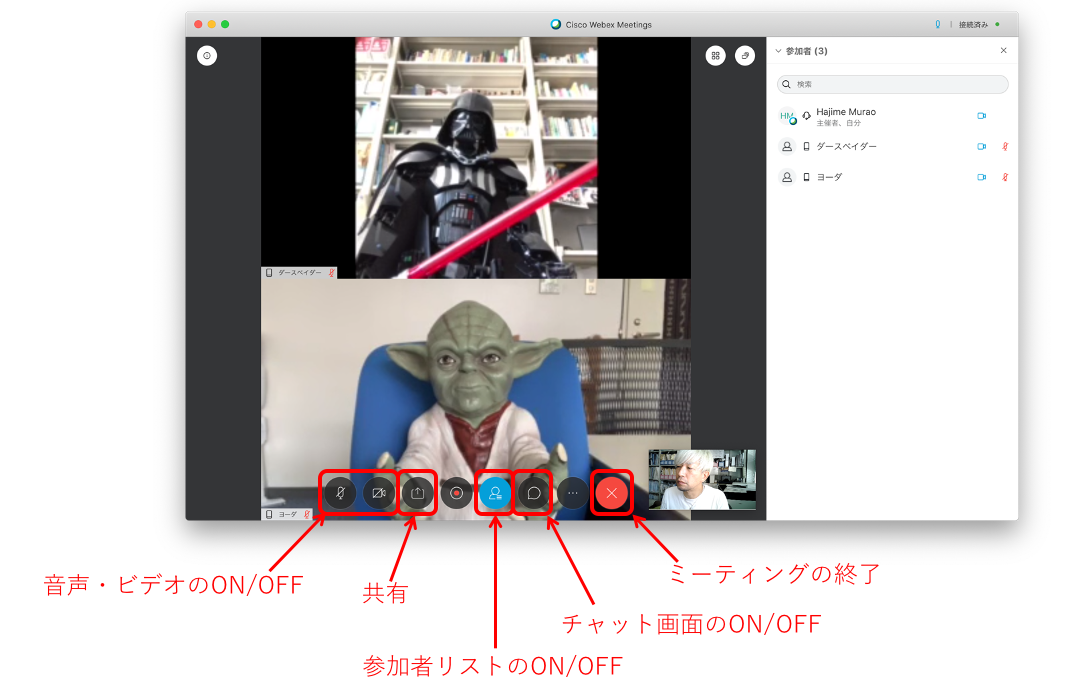 Cisco Webex Meetings
接続済み
参加者 (3)
検索
HM
Hajime Murao
主催者、自分
ダースベイダー
ヨーダ
ダースベイダー
ヨーダ
音声・ビデオのON/OFF
共有
ミーティングの終了
チャット画面のON/OFF
参加者リストのON/OFF